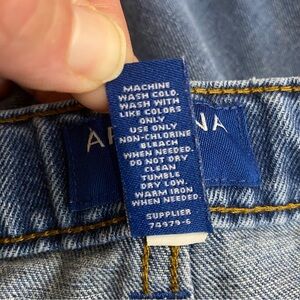 MACHINE
WASH COLD.
WASH WITH
LIKE COLORS
ONLY
USE ONLY
NON-CHLORINE
BLEACH
WHEN NEEDED.
DO NOT DRY
CLEAN
TUMBLE
DRY LOW.
WARM IRON
WHEN NEEDED.
SUPPLIER
74979-6